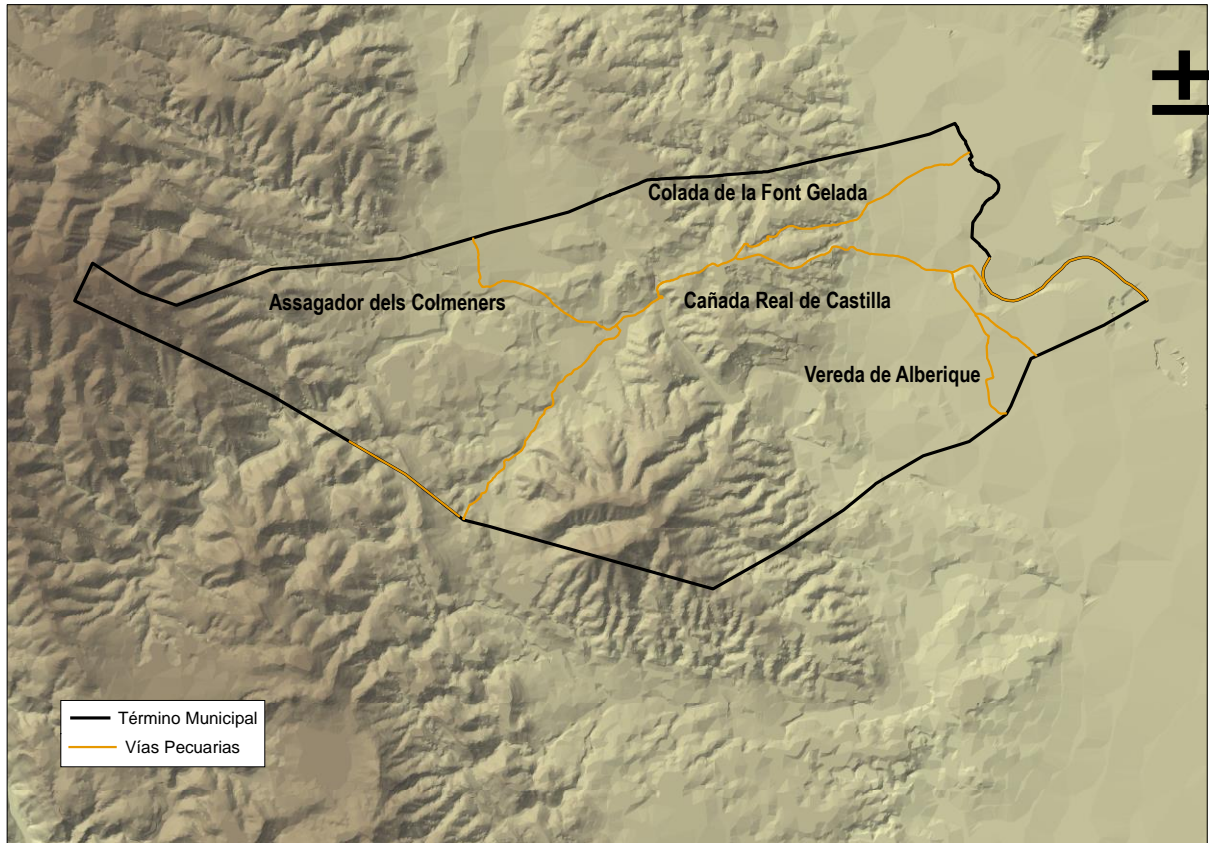 Colada de la Font Gelada
Assagador dels Colmeners
Cañada Real de Castilla
Vereda de Alberique
Término Municipal
Vías Pecuarias